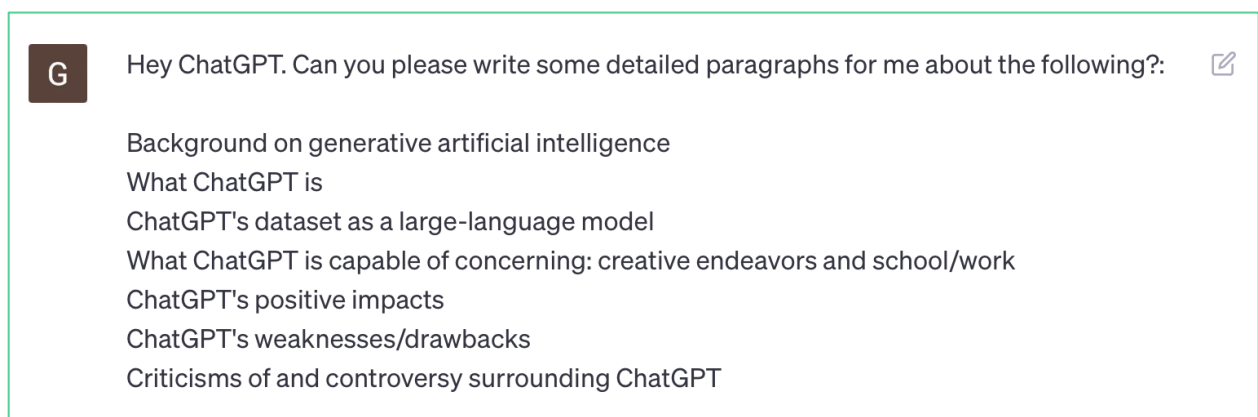 G
Hey ChatGPT. Can you please write some detailed paragraphs for me about the following?:
Background on generative artificial intelligence
What ChatGPT is
ChatGPT's dataset as a large-language model
What ChatGPT is capable of concerning: creative endeavors and school/work
ChatGPT's positive impacts
ChatGPT's weaknesses/drawbacks
Criticisms of and controversy surrounding ChatGPT